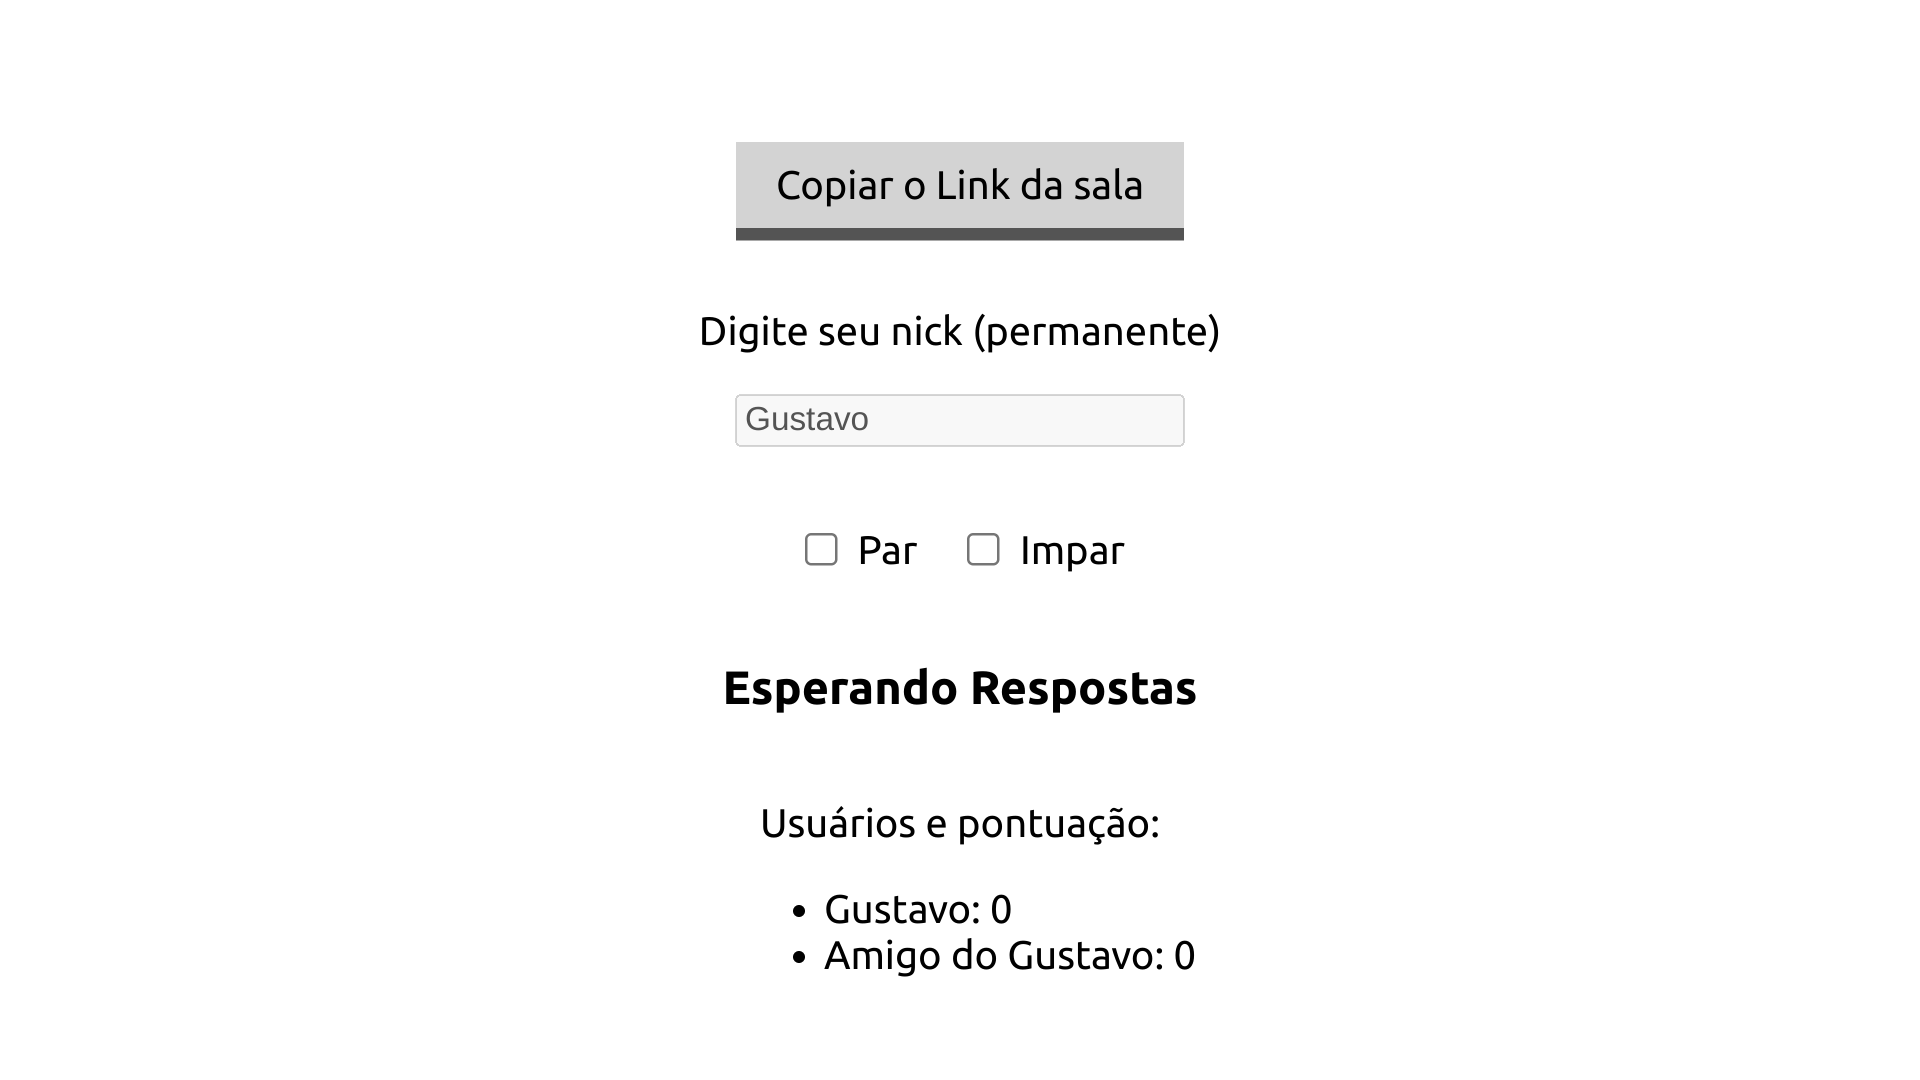 Copiar o Link da sala
Digite seu nick (permanente)
Gustavo
Par Impar
Esperando Respostas
Usuários e pontuação:
• Gustavo: 0
• Amigo do Gustavo: 0